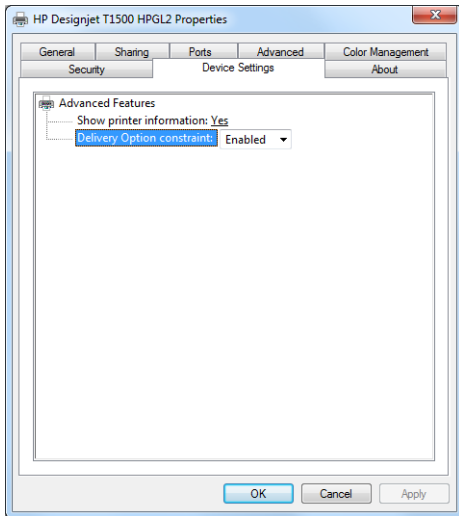 HP Designjet T1500 HPGL2 Properties
General Sharing Ports Advanced Color Management
Security Device Settings About
Advanced Features
Show printer information: Yes
Delivery Option constraint: Enabled
OK Cancel Apply